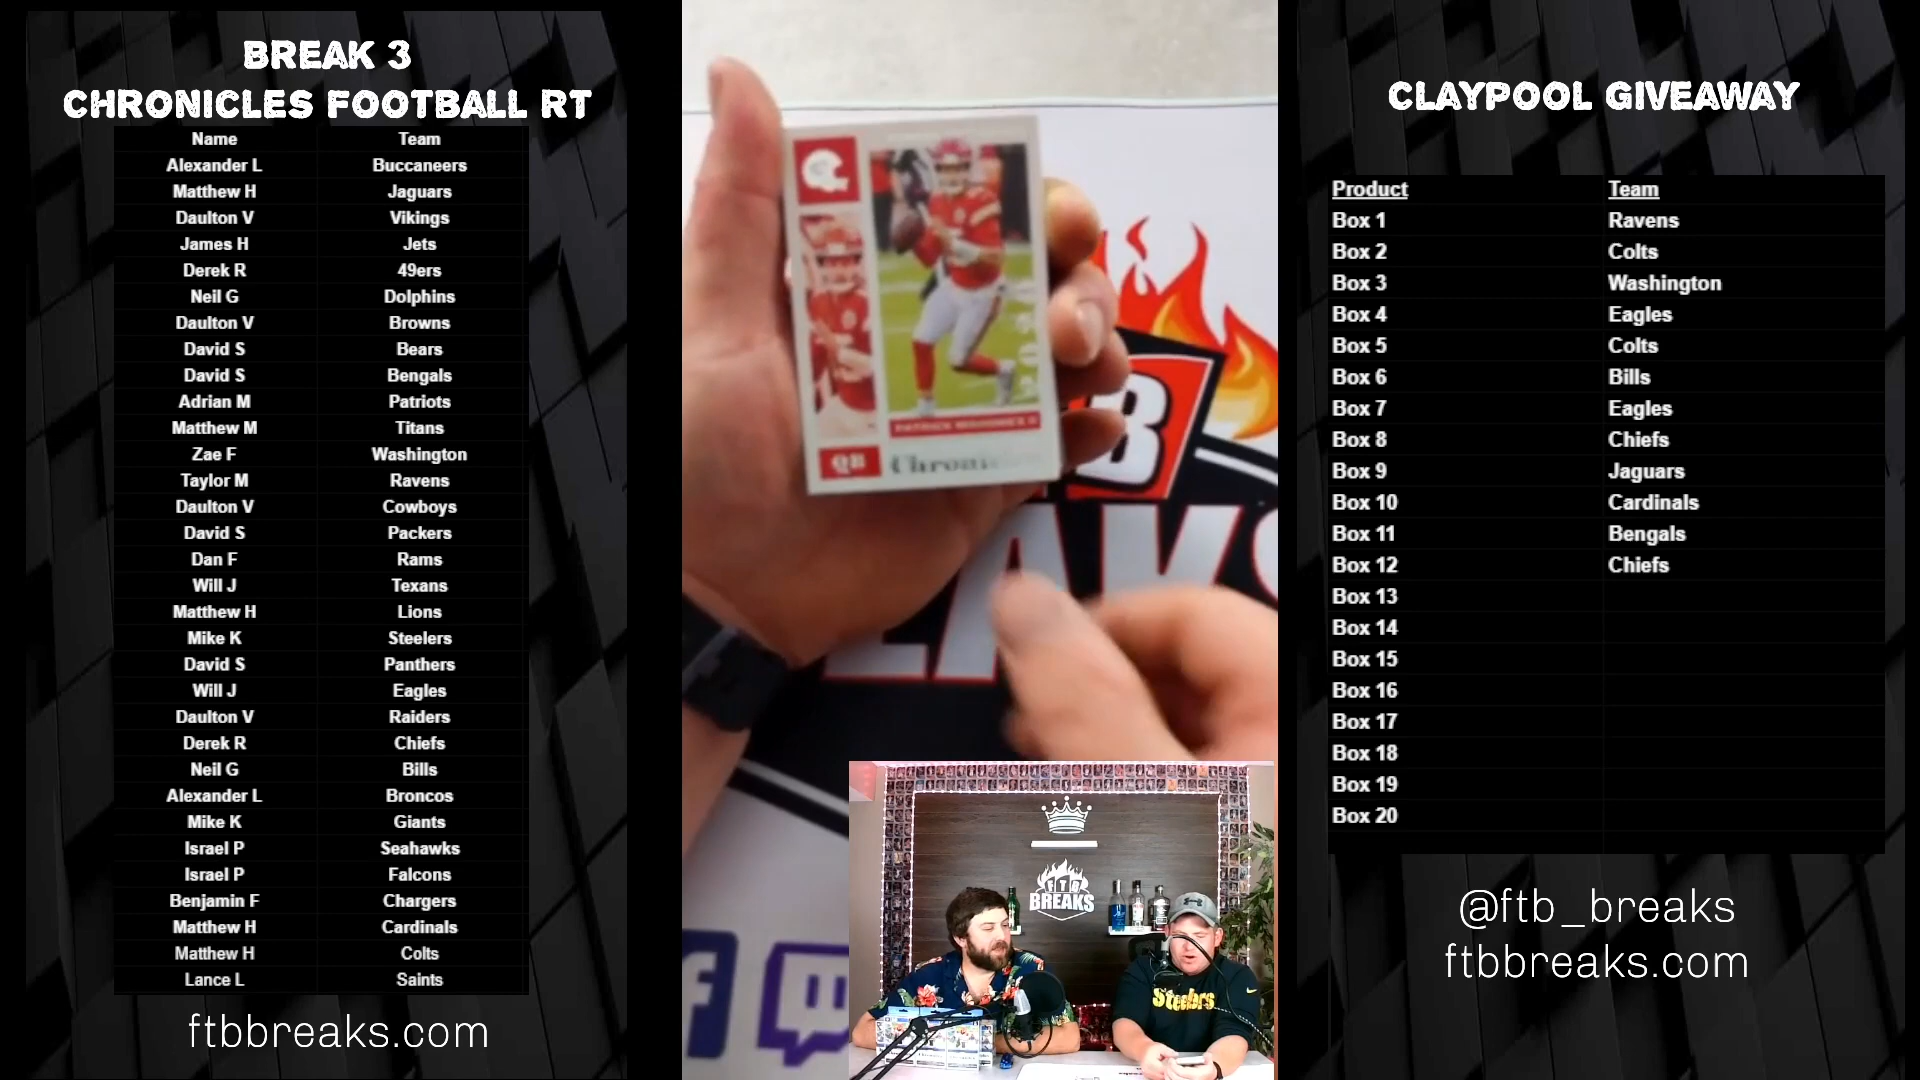 BREAK 3
CHRONICLES FOOTBALL RT
Name Team
Alexander L Buccaneers
Matthew H Jaguars
Daulton V Vikings
James H Jets
Derek R 49ers
Neil G Dolphins
Daulton V Browns
David S Bears
David S Bengals
Adrian M Patriots
Matthew M Titans
Zae F Washington
Taylor M Ravens
Daulton V Cowboys
David S Packers
Dan F Rams
Will J Texans
Matthew H Lions
Mike K Steelers
David S Panthers
Will J Eagles
Daulton V Raiders
Derek R Chiefs
Neil G Bills
Alexander L Broncos
Mike K Giants
Israel P Seahawks
Israel P Falcons
Benjamin F Chargers
Matthew H Cardinals
Matthew H Colts
Lance L Saints
ftbbreaks.com
PATRICK MAHOMES II
QB
FTB
BREAKS
Steelers
CLAYPOOL GIVEAWAY
Product Team
Box 1 Ravens
Box 2 Colts
Box 3 Washington
Box 4 Eagles
Box 5 Colts
Box 6 Bills
Box 7 Eagles
Box 8 Chiefs
Box 9 Jaguars
Box 10 Cardinals
Box 11 Bengals
Box 12 Chiefs
Box 13
Box 14
Box 15
Box 16
Box 17
Box 18
Box 19
Box 20
@ftb_breaks
ftbbreaks.com